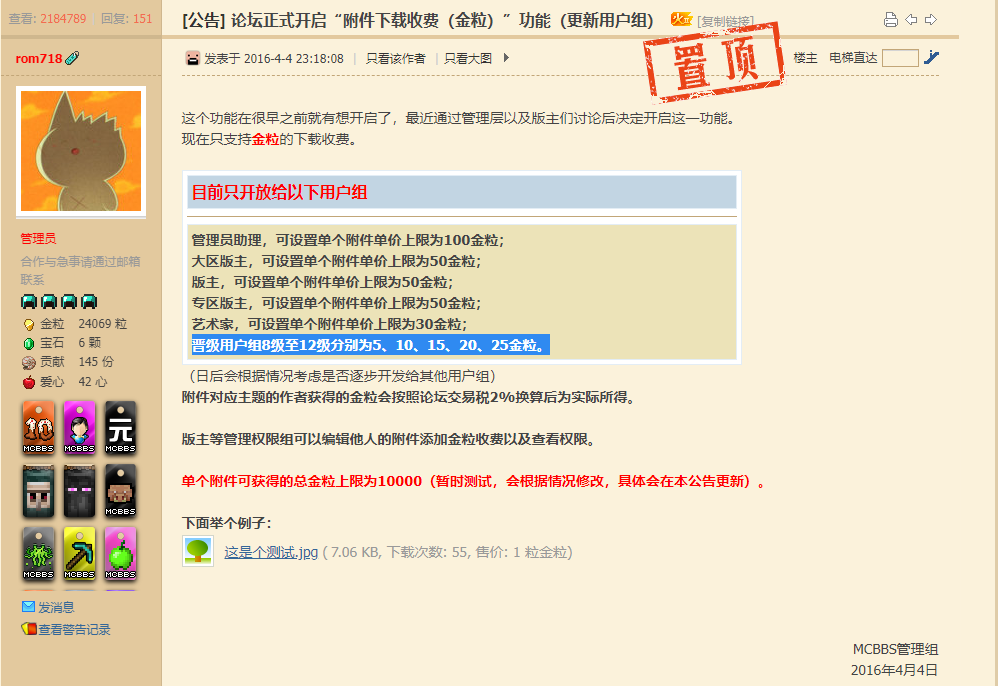 查看: 2184789 回复: 151
[公告] 论坛正式开启“附件下载收费（金粒）”功能（更新用户组） 火 [复制链接]
置顶
rom718
发表于 2016-4-4 23:18:08 | 只看该作者 | 只看大图
楼主 电梯直达
这个功能在很早之前就有想开启了，最近通过管理层以及版主们讨论后决定开启这一功能。
现在只支持金粒的下载收费。
目前只开放给以下用户组
管理员助理，可设置单个附件单价上限为100金粒；
大区版主，可设置单个附件单价上限为50金粒；
版主，可设置单个附件单价上限为50金粒；
专区版主，可设置单个附件单价上限为50金粒；
艺术家，可设置单个附件单价上限为30金粒；
晋级用户组8级至12级分别为5、10、15、20、25金粒。
（日后会根据情况考虑是否逐步开发给其他用户组）
附件对应主题的作者获得的金粒会按照论坛交易税2%换算后为实际所得。
版主等管理权限组可以编辑他人的附件添加金粒收费以及查看权限。
单个附件可获得的总金粒上限为10000（暂时测试，会根据情况修改，具体会在本公告更新）。
下面举个例子：
这是个测试.jpg (7.06 KB, 下载次数: 55, 售价: 1 粒金粒)
MCBBS管理组
2016年4月4日
管理员
合作与急事请通过邮箱
联系
金粒 24069 粒
宝石 6 颗
贡献 145 份
爱心 42 心
10 MCBBS
MCBBS
元 MCBBS
MCBBS
MCBBS
MCBBS
MCBBS
发消息
查看警告记录